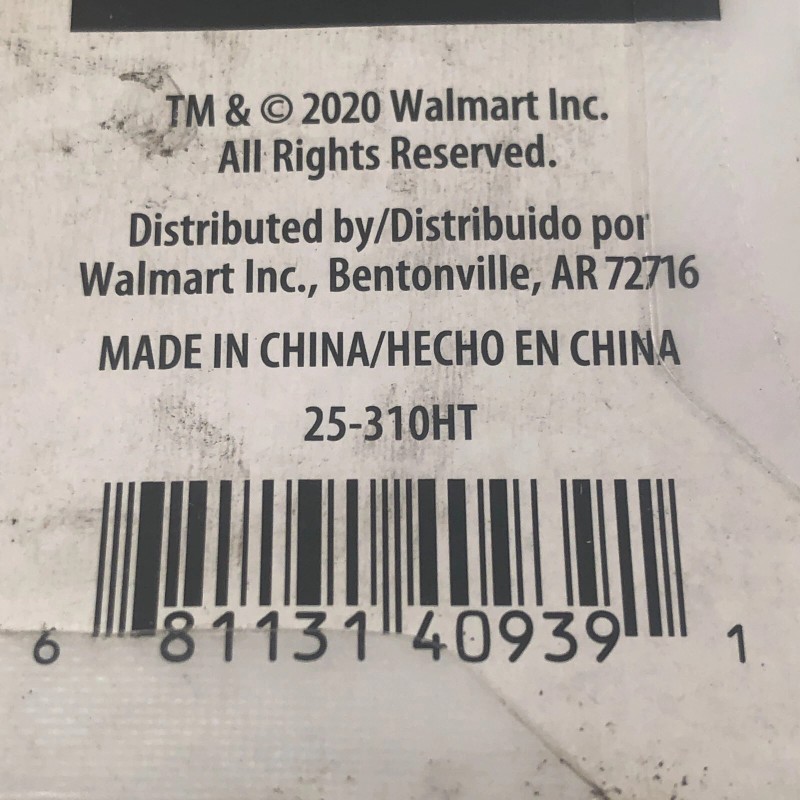 TM & © 2020 Walmart Inc.
All Rights Reserved.
Distributed by/Distribuido por
Walmart Inc., Bentonville, AR 72716
MADE IN CHINA/HECHO EN CHINA
25-310HT
6 81131 40939 1